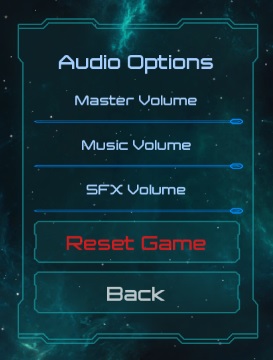 Audio Options
Master Volume
Music Volume
SFX Volume
Reset Game
Back